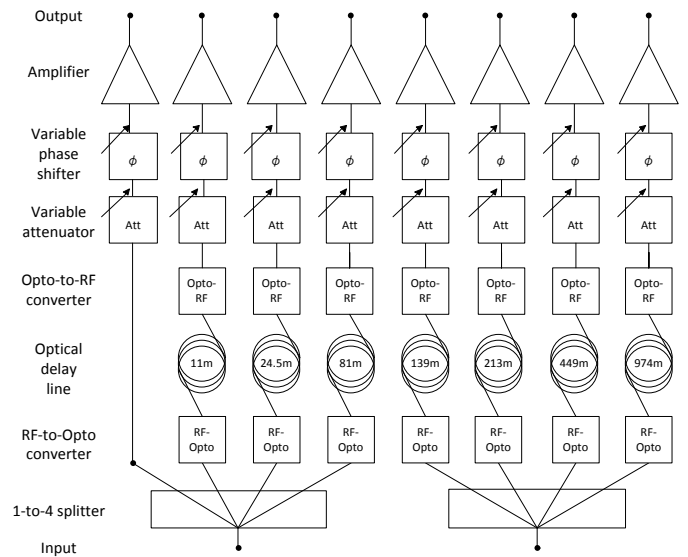 Output
Amplifier
Variable
phase
shifter
ϕ ϕ ϕ ϕ ϕ ϕ ϕ ϕ
Variable
attenuator
Att Att Att Att Att Att Att Att
Opto-to-RF
converter
Opto- Opto- Opto- Opto- Opto- Opto- Opto-
RF RF RF RF RF RF RF
Optical
delay
line
11m 24.5m 81m 139m 213m 449m 974m
RF-to-Opto
converter
RF- RF- RF- RF- RF- RF- RF-
Opto Opto Opto Opto Opto Opto Opto
1-to-4 splitter
Input